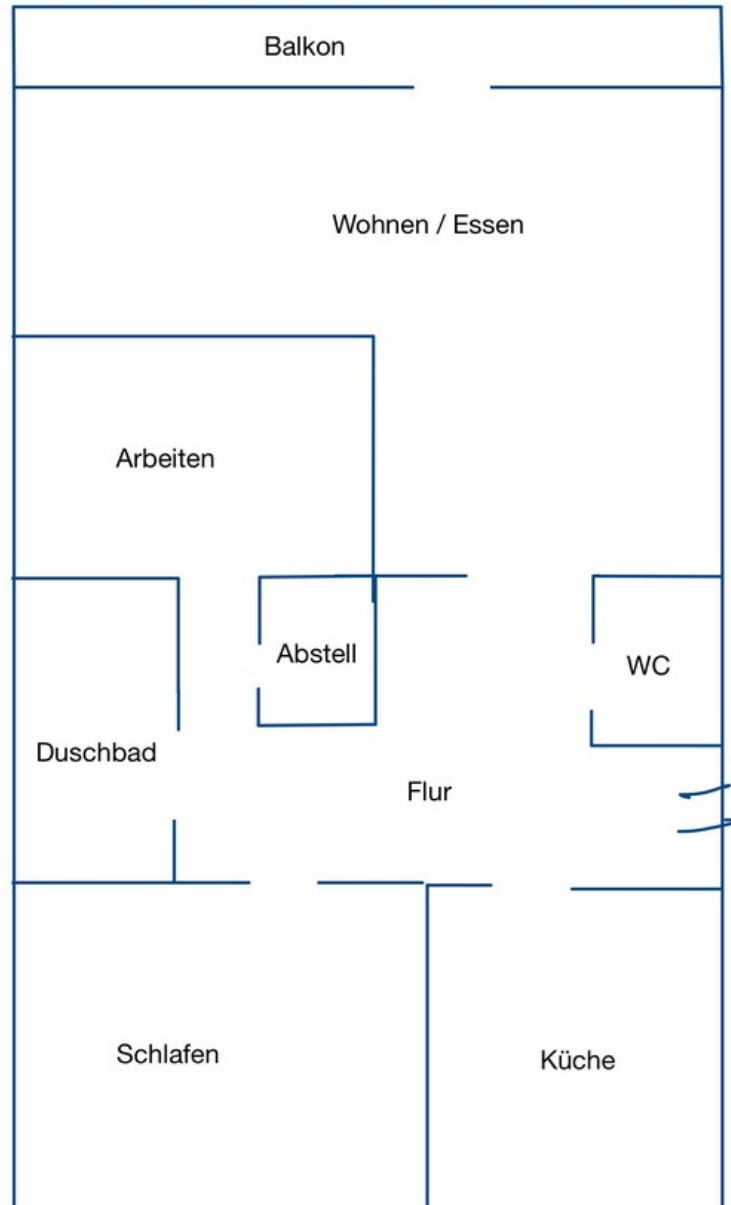 Balkon
Wohnen / Essen
Arbeiten
Abstell
WC
Duschbad
Flur
Schlafen
Küche